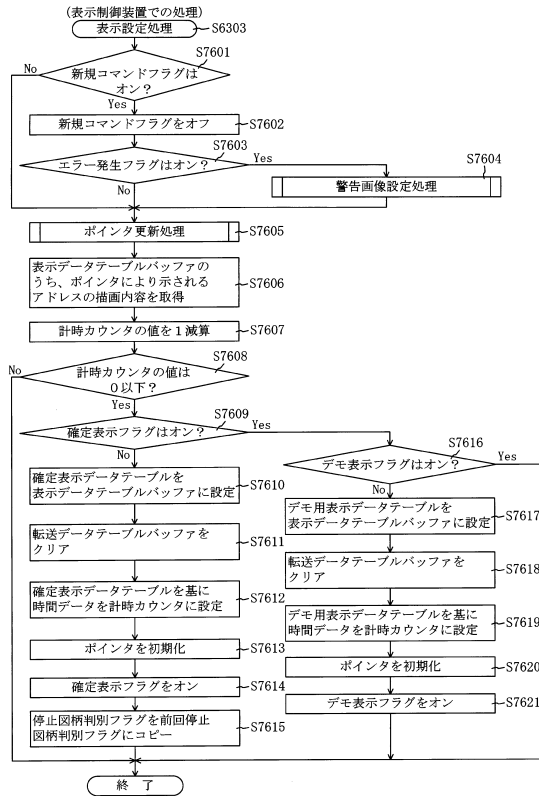 (表示制御装置での処理)
表示設定処理
S6303
S7601
No
新規コマンドフラグは
オン?
Yes
新規コマンドフラグをオフ
S7602
S7603
エラー発生フラグはオン?
Yes
No
S7604
警告画像設定処理
ポインタ更新処理
S7605
表示データテーブルバッファの
うち、ポインタにより示される
アドレスの描画内容を取得
S7606
計時カウンタの値を1減算
S7607
S7608
No
計時カウンタの値は
0以下?
Yes
S7609
確定表示フラグはオン?
Yes
No
S7616
デモ表示フラグはオン?
Yes
No
確定表示データテーブルを
表示データテーブルバッファに設定
S7610
転送データテーブルバッファを
クリア
S7611
確定表示データテーブルを基に
時間データを計時カウンタに設定
S7612
ポインタを初期化
S7613
確定表示フラグをオン
S7614
停止図柄判別フラグを前回停止
図柄判別フラグにコピー
S7615
デモ用表示データテーブルを
表示データテーブルバッファに設定
S7617
転送データテーブルバッファを
クリア
S7618
デモ用表示データテーブルを基に
時間データを計時カウンタに設定
S7619
ポインタを初期化
S7620
デモ表示フラグをオン
S7621
終 了